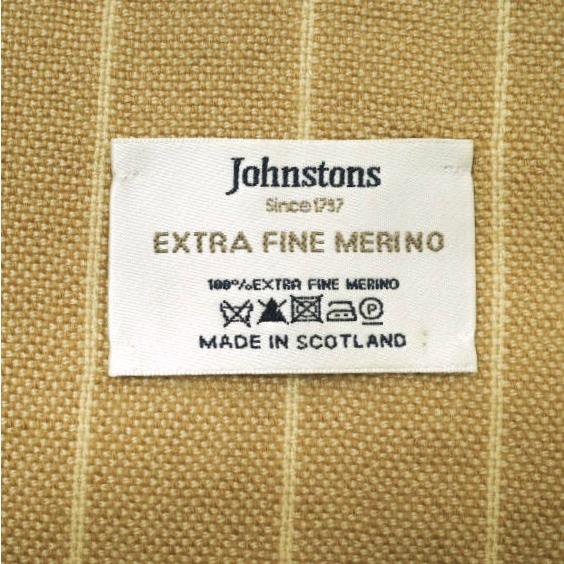 Johnstons
Since 1797
EXTRA FINE MERINO
100% EXTRA FINE MERINO
P
MADE IN SCOTLAND